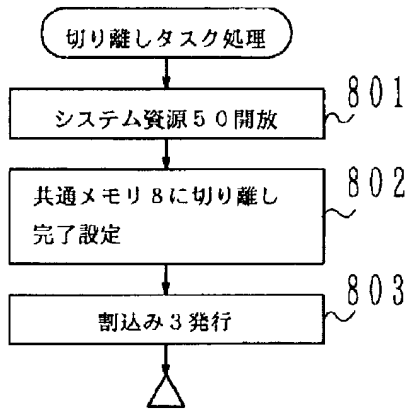 切り離しタスク処理
システム資源50開放
801
共通メモリ8に切り離し
完了設定
802
割込み3発行
803